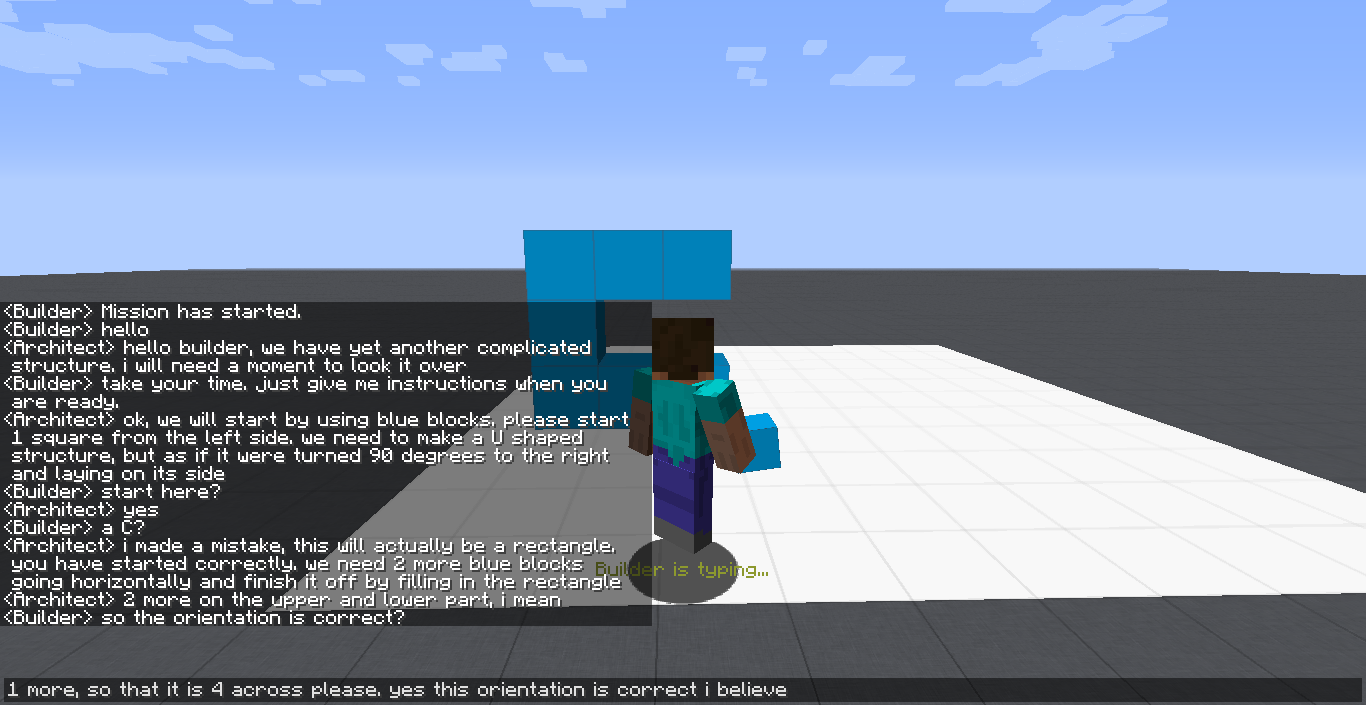 <Builder> Mission has started.
<Builder> hello
<Architect> hello builder, we have yet another complicated
structure. i will need a moment to look it over
<Builder> take your time. just give me instructions when you
are ready.
<Architect> ok, we will start by using blue blocks. please start
1 square from the left side. we need to make a U shaped
structure, but as if it were turned 90 degrees to the right
and laying on its side
<Builder> start here?
<Architect> yes
<Builder> a C?
<Architect> i made a mistake, this will actually be a rectangle.
you have started correctly. we need 2 more blue blocks
going horizontally and finish it off by filling in the rectangle
<Architect> 2 more on the upper and lower part, i mean
<Builder> so the orientation is correct?
Builder is typing...
1 more, so that it is 4 across please. yes this orientation is correct i believe